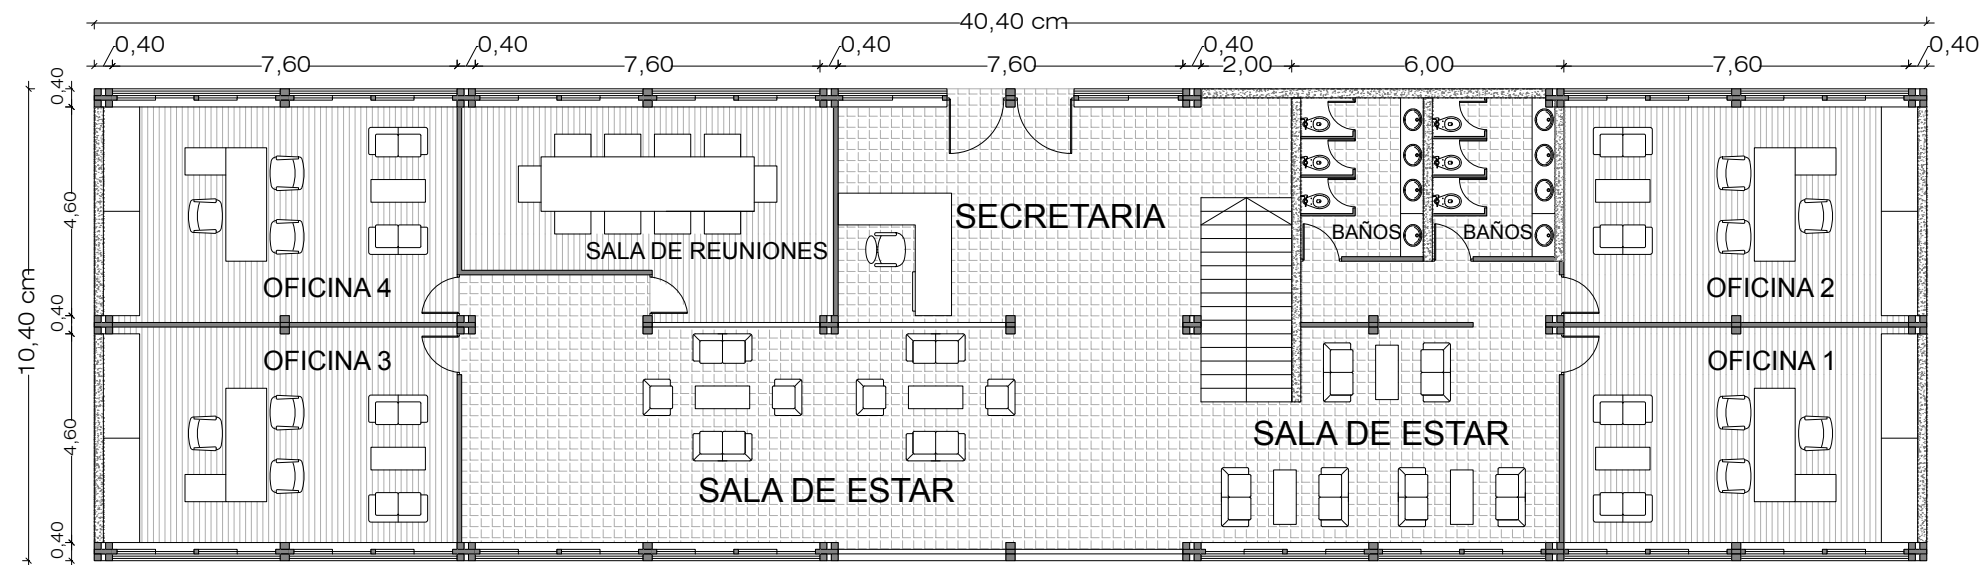 40,40 cm
0,40
0,40
0,40
0,40
0,40
7,60
7,60
7,60
2,00
6,00
7,60
0,40
4,60
0,40
4,60
0,40
10,40 cm
SECRETARIA
SALA DE REUNIONES
BAÑOS
BAÑOS
OFICINA 4
OFICINA 2
OFICINA 3
OFICINA 1
SALA DE ESTAR
SALA DE ESTAR